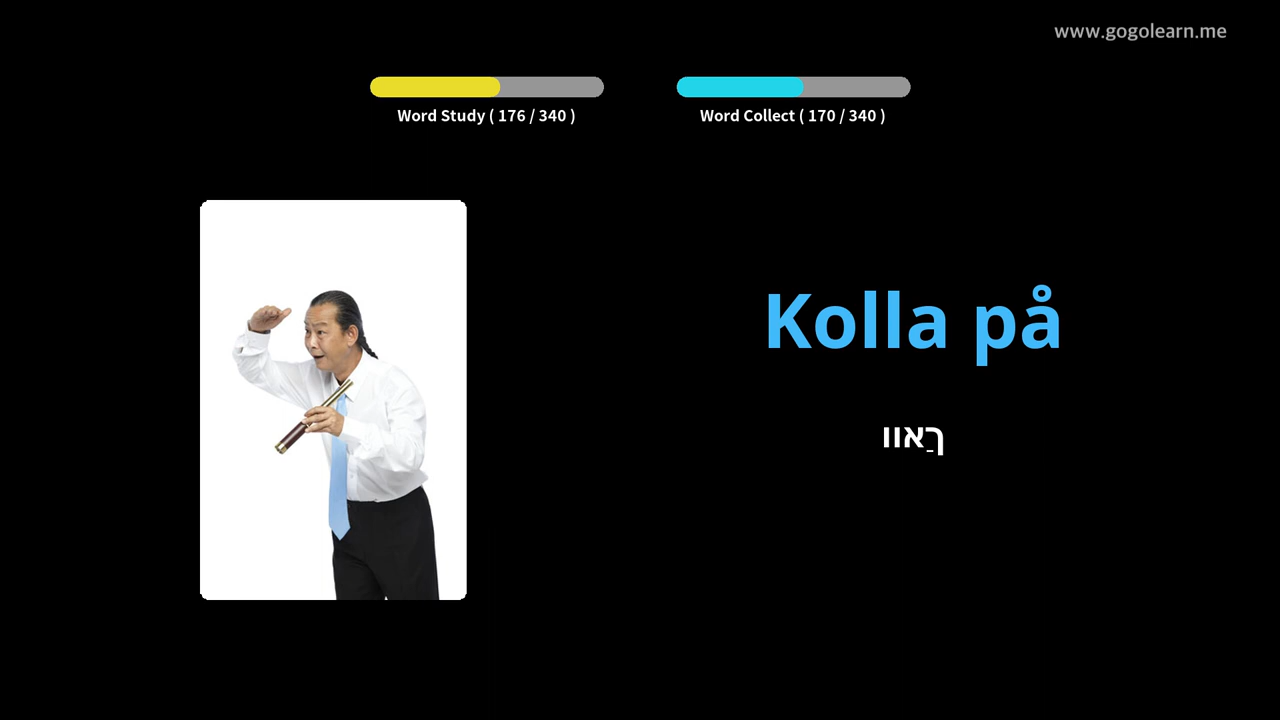 www.gogolearn.me
Word Study ( 176 / 340 )
Word Collect ( 170 / 340 )
Kolla på
ךַאוו